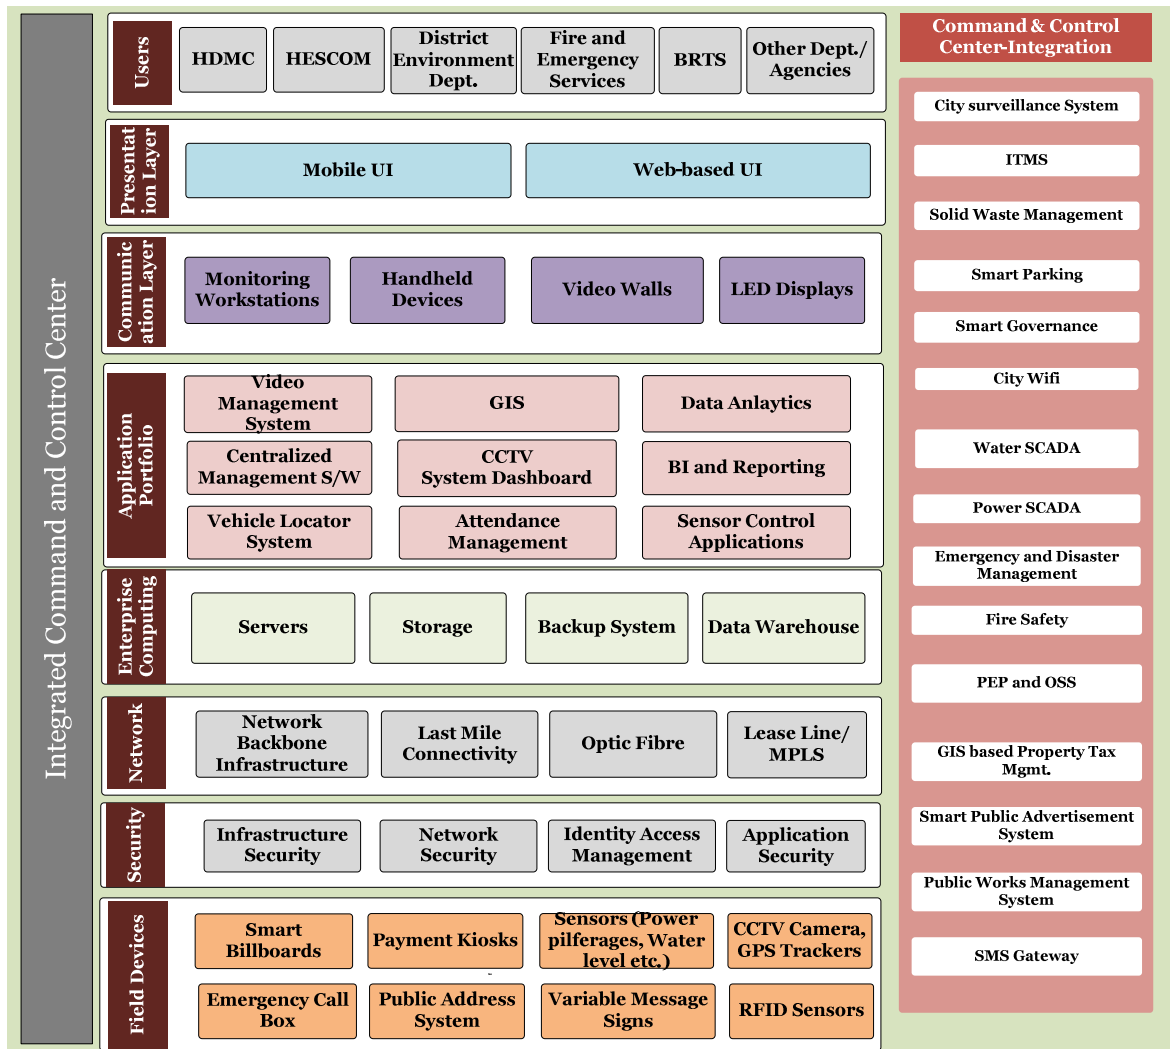 Integrated Command and Control Center
Users
HDMC
HESCOM
District
Environment
Dept.
Fire and
Emergency
Services
BRTS
Other Dept./
Agencies
Presentat
ion Layer
Mobile UI
Web-based UI
Communic
ation Layer
Monitoring
Workstations
Handheld
Devices
Video Walls
LED Displays
Application
Portfolio
Video
Management
System
GIS
Data Anlaytics
Centralized
Management S/W
CCTV
System Dashboard
BI and Reporting
Vehicle Locator
System
Attendance
Management
Sensor Control
Applications
Enterprise
Computing
Servers
Storage
Backup System
Data Warehouse
Network
Network
Backbone
Infrastructure
Last Mile
Connectivity
Optic Fibre
Lease Line/
MPLS
Security
Infrastructure
Security
Network
Security
Identity Access
Management
Application
Security
Field Devices
Smart
Billboards
Payment Kiosks
Sensors (Power
pilferages, Water
level etc.)
CCTV Camera,
GPS Trackers
Emergency Call
Box
Public Address
System
Variable Message
Signs
RFID Sensors
Command & Control
Center-Integration
City surveillance System
ITMS
Solid Waste Management
Smart Parking
Smart Governance
City Wifi
Water SCADA
Power SCADA
Emergency and Disaster
Management
Fire Safety
PEP and OSS
GIS based Property Tax
Mgmt.
Smart Public Advertisement
System
Public Works Management
System
SMS Gateway